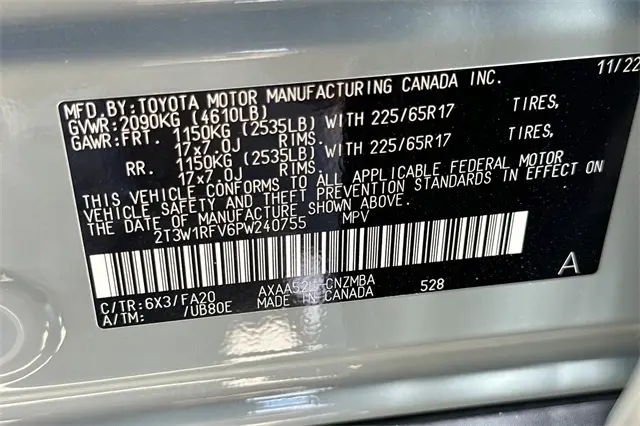 11/22
MFD.BY:TOYOTA MOTOR MANUFACTURING CANADA INC.
GVWR:2090KG (4610LB)
GAWR:FRT. 1150KG (2535LB) WITH 225/65R17 TIRES,
17x7.0J RIMS.
RR. 1150KG (2535LB) WITH 225/65R17 TIRES,
17x7.0J RIMS.
THIS VEHICLE CONFORMS TO ALL APPLICABLE FEDERAL MOTOR
VEHICLE SAFETY AND THEFT PREVENTION STANDARDS IN EFFECT ON
THE DATE OF MANUFACTURE SHOWN ABOVE.
2T3W1RFV6PW240755 MPV
A
C/TR:6X3/FA20 AXAA52 CNZMBA 528
A/TM: /UB80E MADE IN CANADA